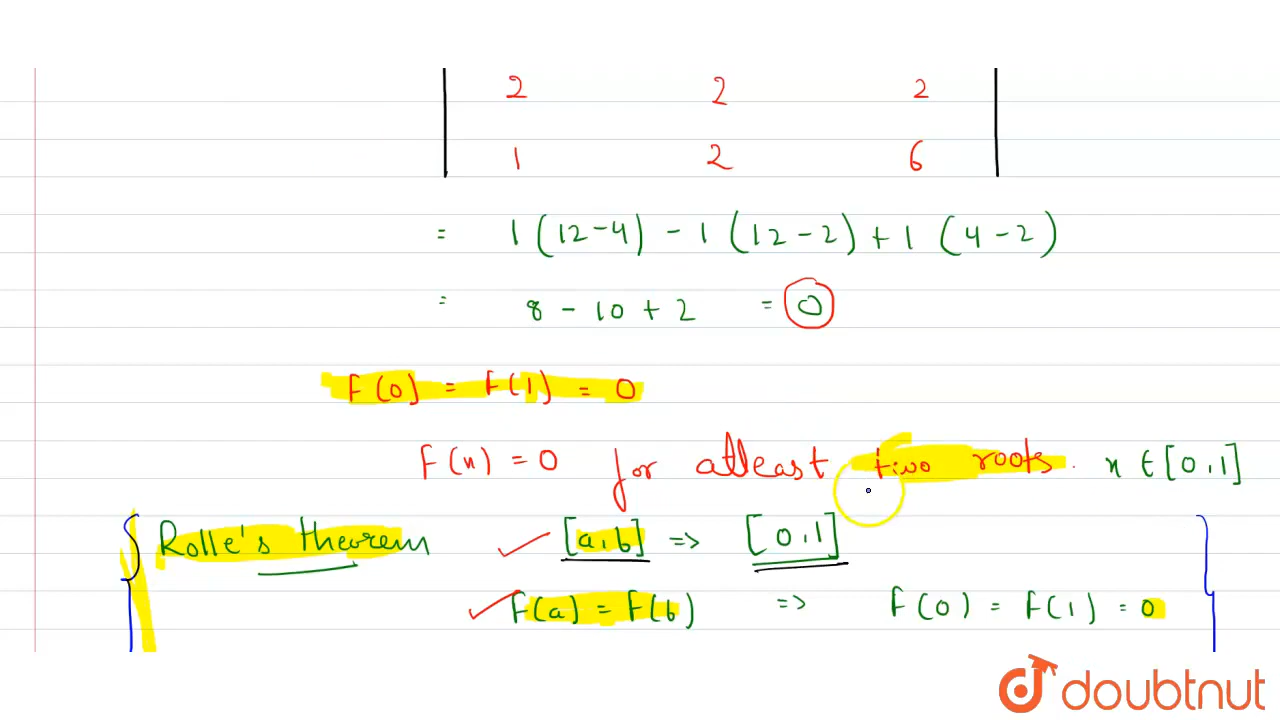 2 2 2
1 2 6
= 1 (12-4) - 1 (12-2) + 1 (4-2)
= 8 - 10 + 2 = 0
F(0) = F(1) = 0
F(x) = 0 for atleast two roots. x ∈ [0,1]
Rolle's theorem [a,b] => [0,1]
F(a) = F(b) => F(0) = F(1) = 0
doubtnut